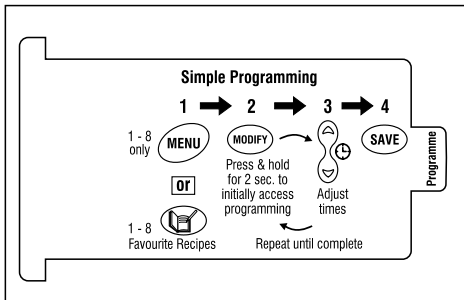 Simple Programming
1 2 3 4
1 - 8
only
MENU
MODIFY
SAVE
Press & hold
for 2 sec. to
initially access
programming
Adjust
times
or
1 - 8
Favourite Recipes
Repeat until complete
Programme